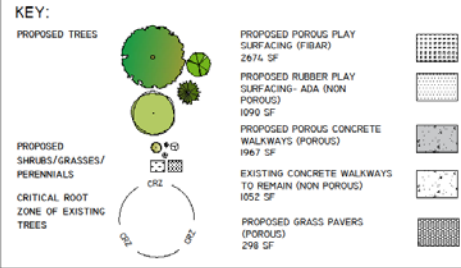 KEY:
PROPOSED TREES
PROPOSED
SHRUBS/GRASSES/
PERENNIALS
CRITICAL ROOT
ZONE OF EXISTING
TREES
CRZ
CRZ
CRZ
PROPOSED POROUS PLAY
SURFACING (FIBAR)
2674 SF
PROPOSED RUBBER PLAY
SURFACING- ADA (NON
POROUS)
1090 SF
PROPOSED POROUS CONCRETE
WALKWAYS (POROUS)
1967 SF
EXISTING CONCRETE WALKWAYS
TO REMAIN (NON POROUS)
1052 SF
PROPOSED GRASS PAVERS
(POROUS)
298 SF